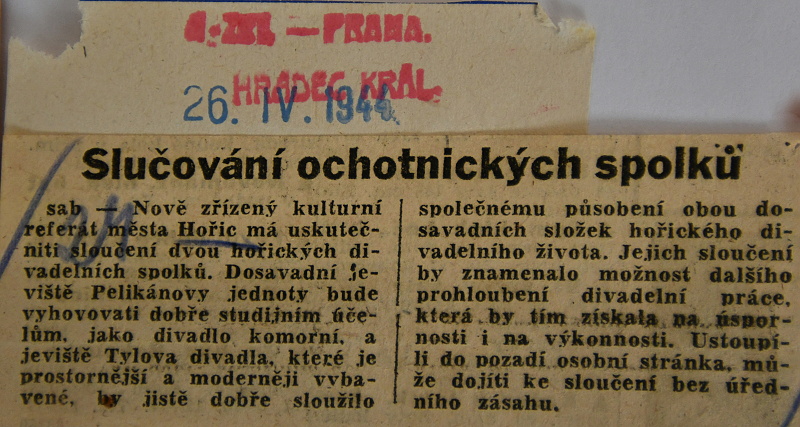 – PRAHA.
HRADEC KRÁL.
26. IV. 1944
Slučování ochotnických spolků
sab — Nově zřízený kulturní
referát města Hořic má uskuteč-
niti sloučení dvou hořických di-
vadelních spolků. Dosavadní je-
viště Pelikánovy jednoty bude
vyhovovati dobře studijním úče-
lům, jako divadlo komorní, a
jeviště Tylova divadla, které je
prostornější a moderněji vyba-
vené, by jistě dobře sloužilo
společnému působení obou do-
savadních složek hořického di-
vadelního života. Jejich sloučení
by znamenalo možnost dalšího
prohloubení divadelní práce,
která by tím získala na úspor-
nosti i na výkonnosti. Ustoupí-
li do pozadí osobní stránka, mů-
že dojíti ke sloučení bez úřed-
ního zásahu.